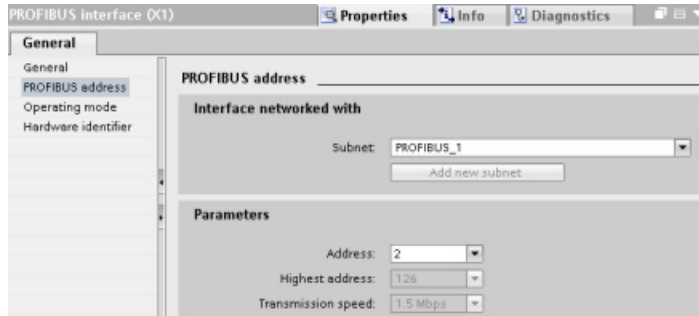 PROFIBUS interface (X1)
Properties
Info
Diagnostics
General
General
PROFIBUS address
Operating mode
Hardware identifier
PROFIBUS address
Interface networked with
Subnet: PROFIBUS_1
Add new subnet
Parameters
Address: 2
Highest address: 126
Transmission speed: 1.5 Mbps